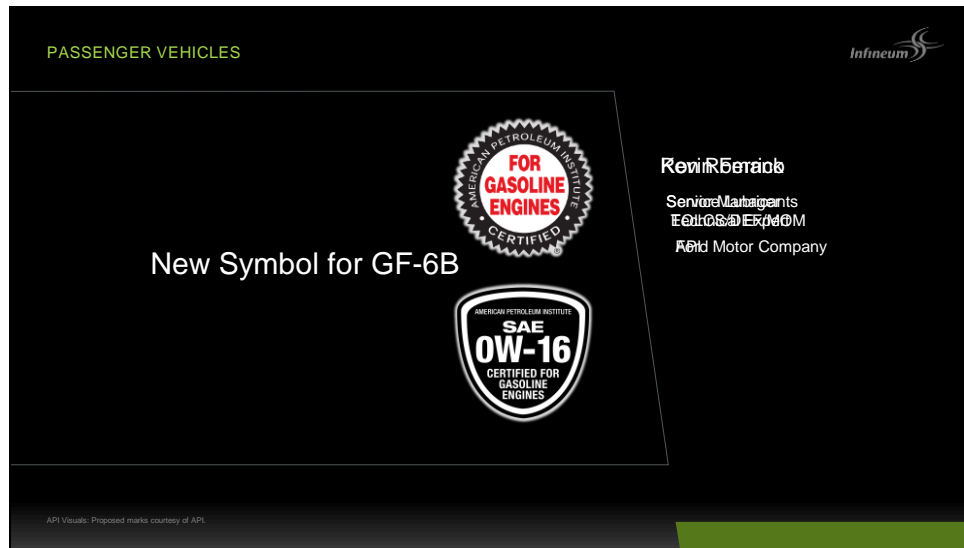 PASSENGER VEHICLES
Infineum
AMERICAN PETROLEUM INSTITUTE
FOR
GASOLINE
ENGINES
CERTIFIED
®
New Symbol for GF-6B
AMERICAN PETROLEUM INSTITUTE
SAE
0W-16
CERTIFIED FOR
GASOLINE
ENGINES
Motor Company
API Visuals: Proposed marks courtesy of API.